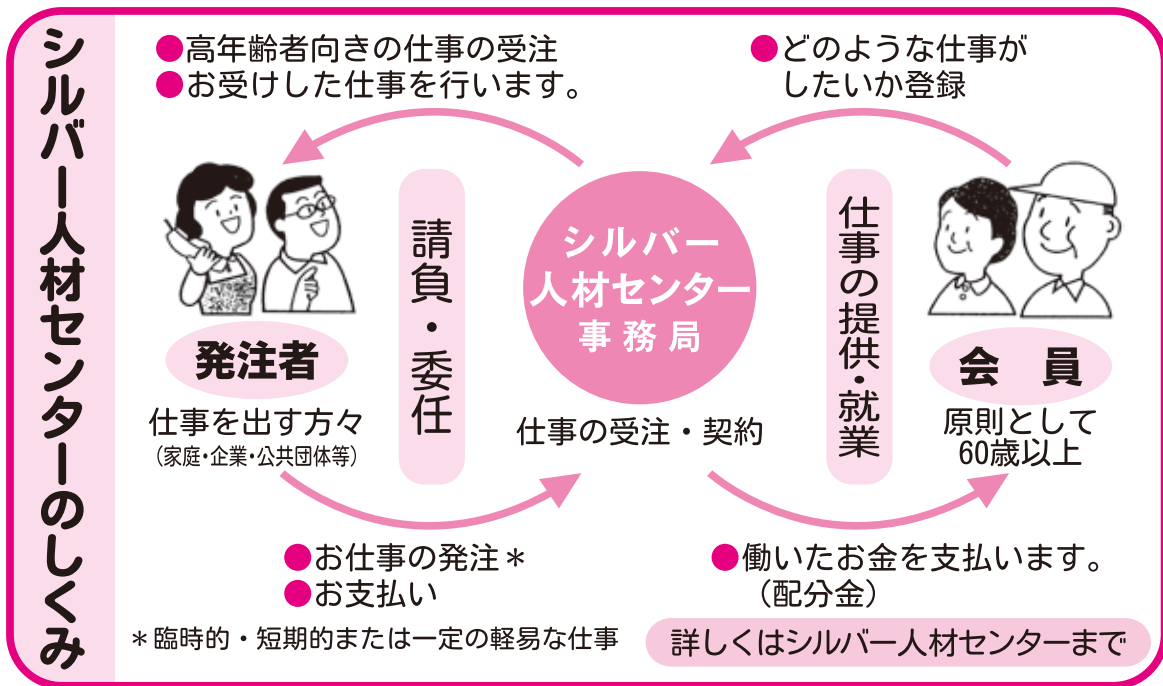 シルバー人材センターのしくみ
●高年齢者向きの仕事の受注
●お受けした仕事を行います。
●どのような仕事が
したいか登録
発注者
仕事を出す方々
(家庭・企業・公共団体等)
請負・委任
シルバー
人材センター
事務局
仕事の受注・契約
仕事の提供・就業
会　員
原則として
60歳以上
●お仕事の発注＊
●お支払い
●働いたお金を支払います。
（配分金）
＊臨時的・短期的または一定の軽易な仕事
詳しくはシルバー人材センターまで